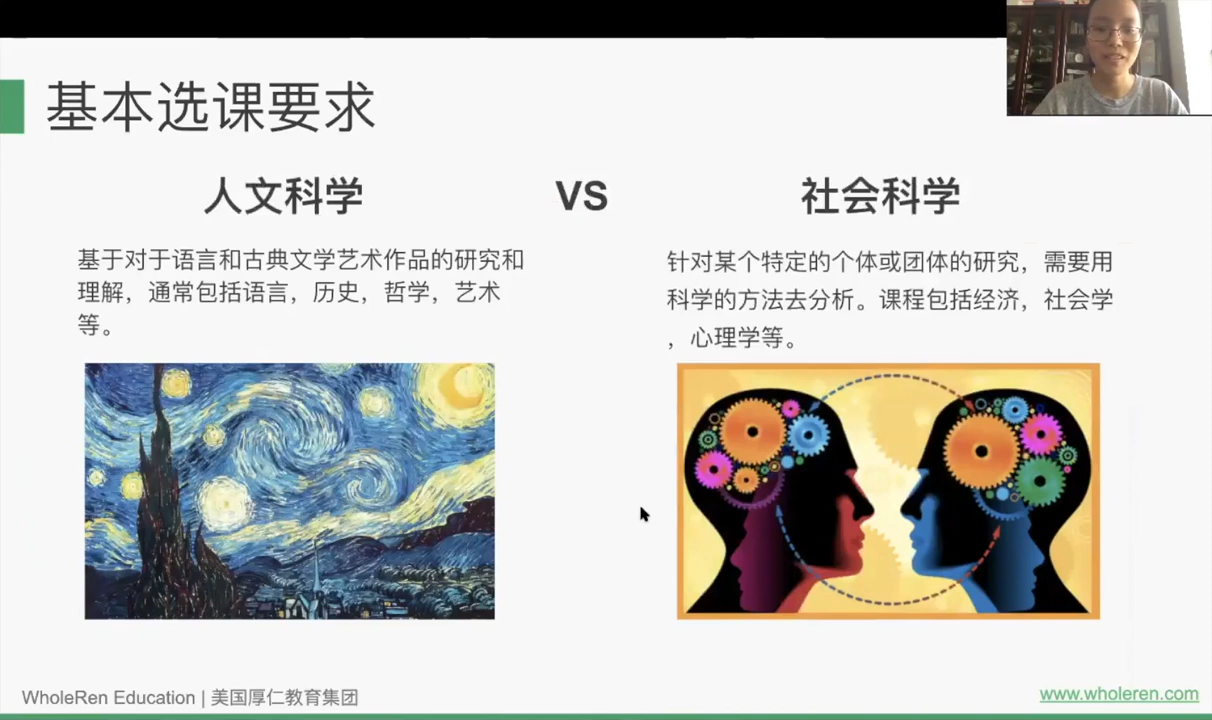 基本选课要求
人文科学
VS
社会科学
基于对于语言和古典文学艺术作品的研究和
理解，通常包括语言，历史，哲学，艺术
等。
针对某个特定的个体或团体的研究，需要用
科学的方法去分析。课程包括经济，社会学
，心理学等。
WholeRen Education | 美国厚仁教育集团
www.wholeren.com